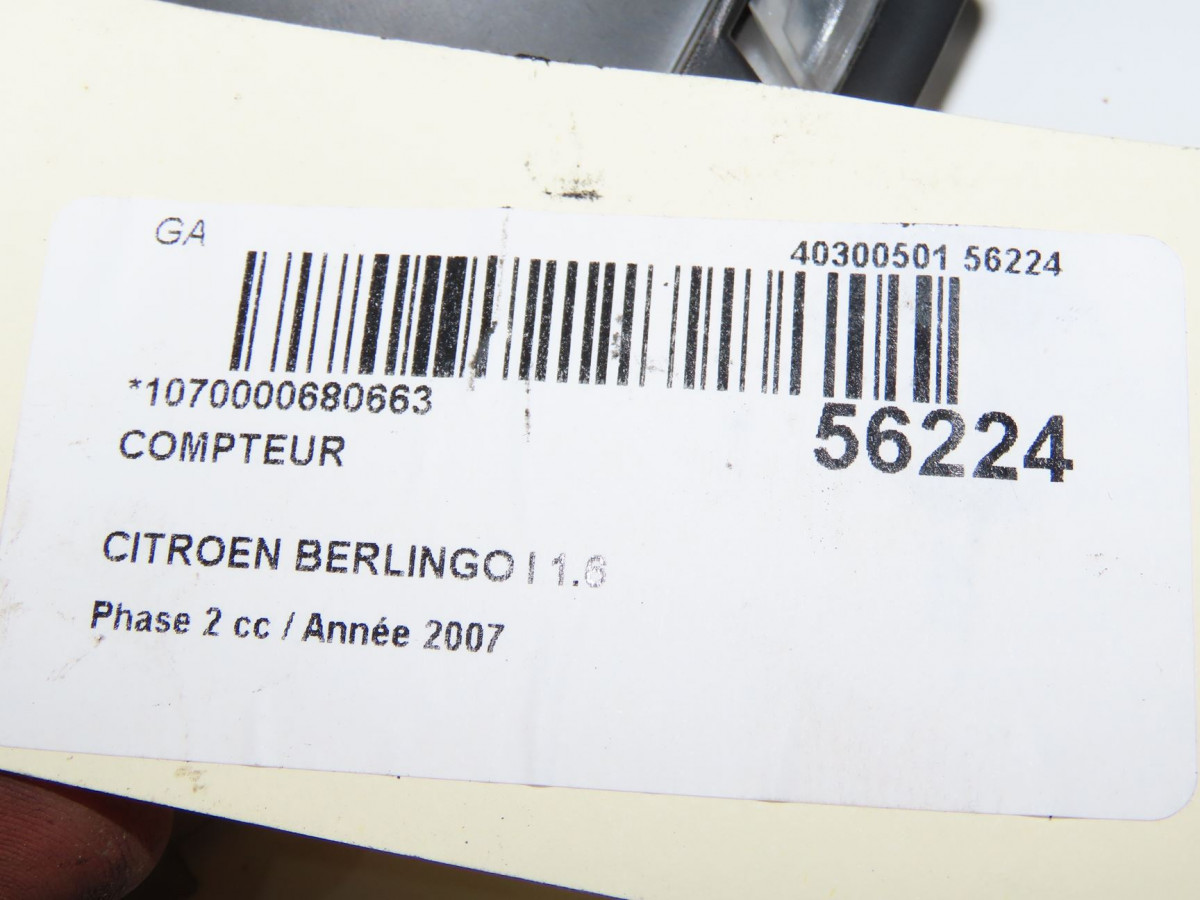 GA
40300501 56224
*1070000680663
56224
COMPTEUR
CITROEN BERLINGO I 1.6
Phase 2 cc / Année 2007